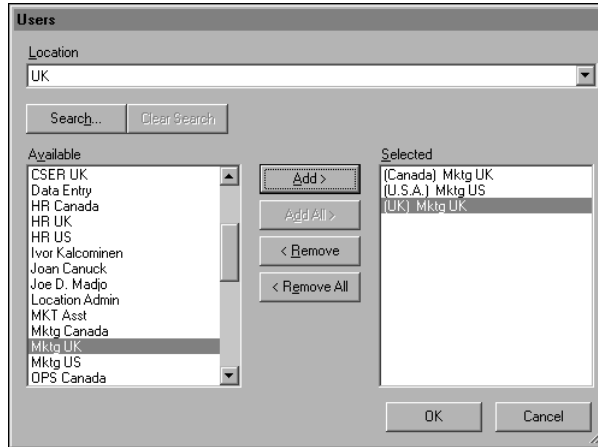 Users
Location
UK
Search...
Clear Search
Available
CSER UK
Data Entry
HR Canada
HR UK
HR US
Ivor Kalcominen
Joan Canuck
Joe D. Madjo
Location Admin
MKT Asst
Mktg Canada
Mktg UK
Mktg US
OPS Canada
Add >
Add All >
< Remove
< Remove All
Selected
(Canada) Mktg UK
(U.S.A.) Mktg US
(UK) Mktg UK
OK
Cancel